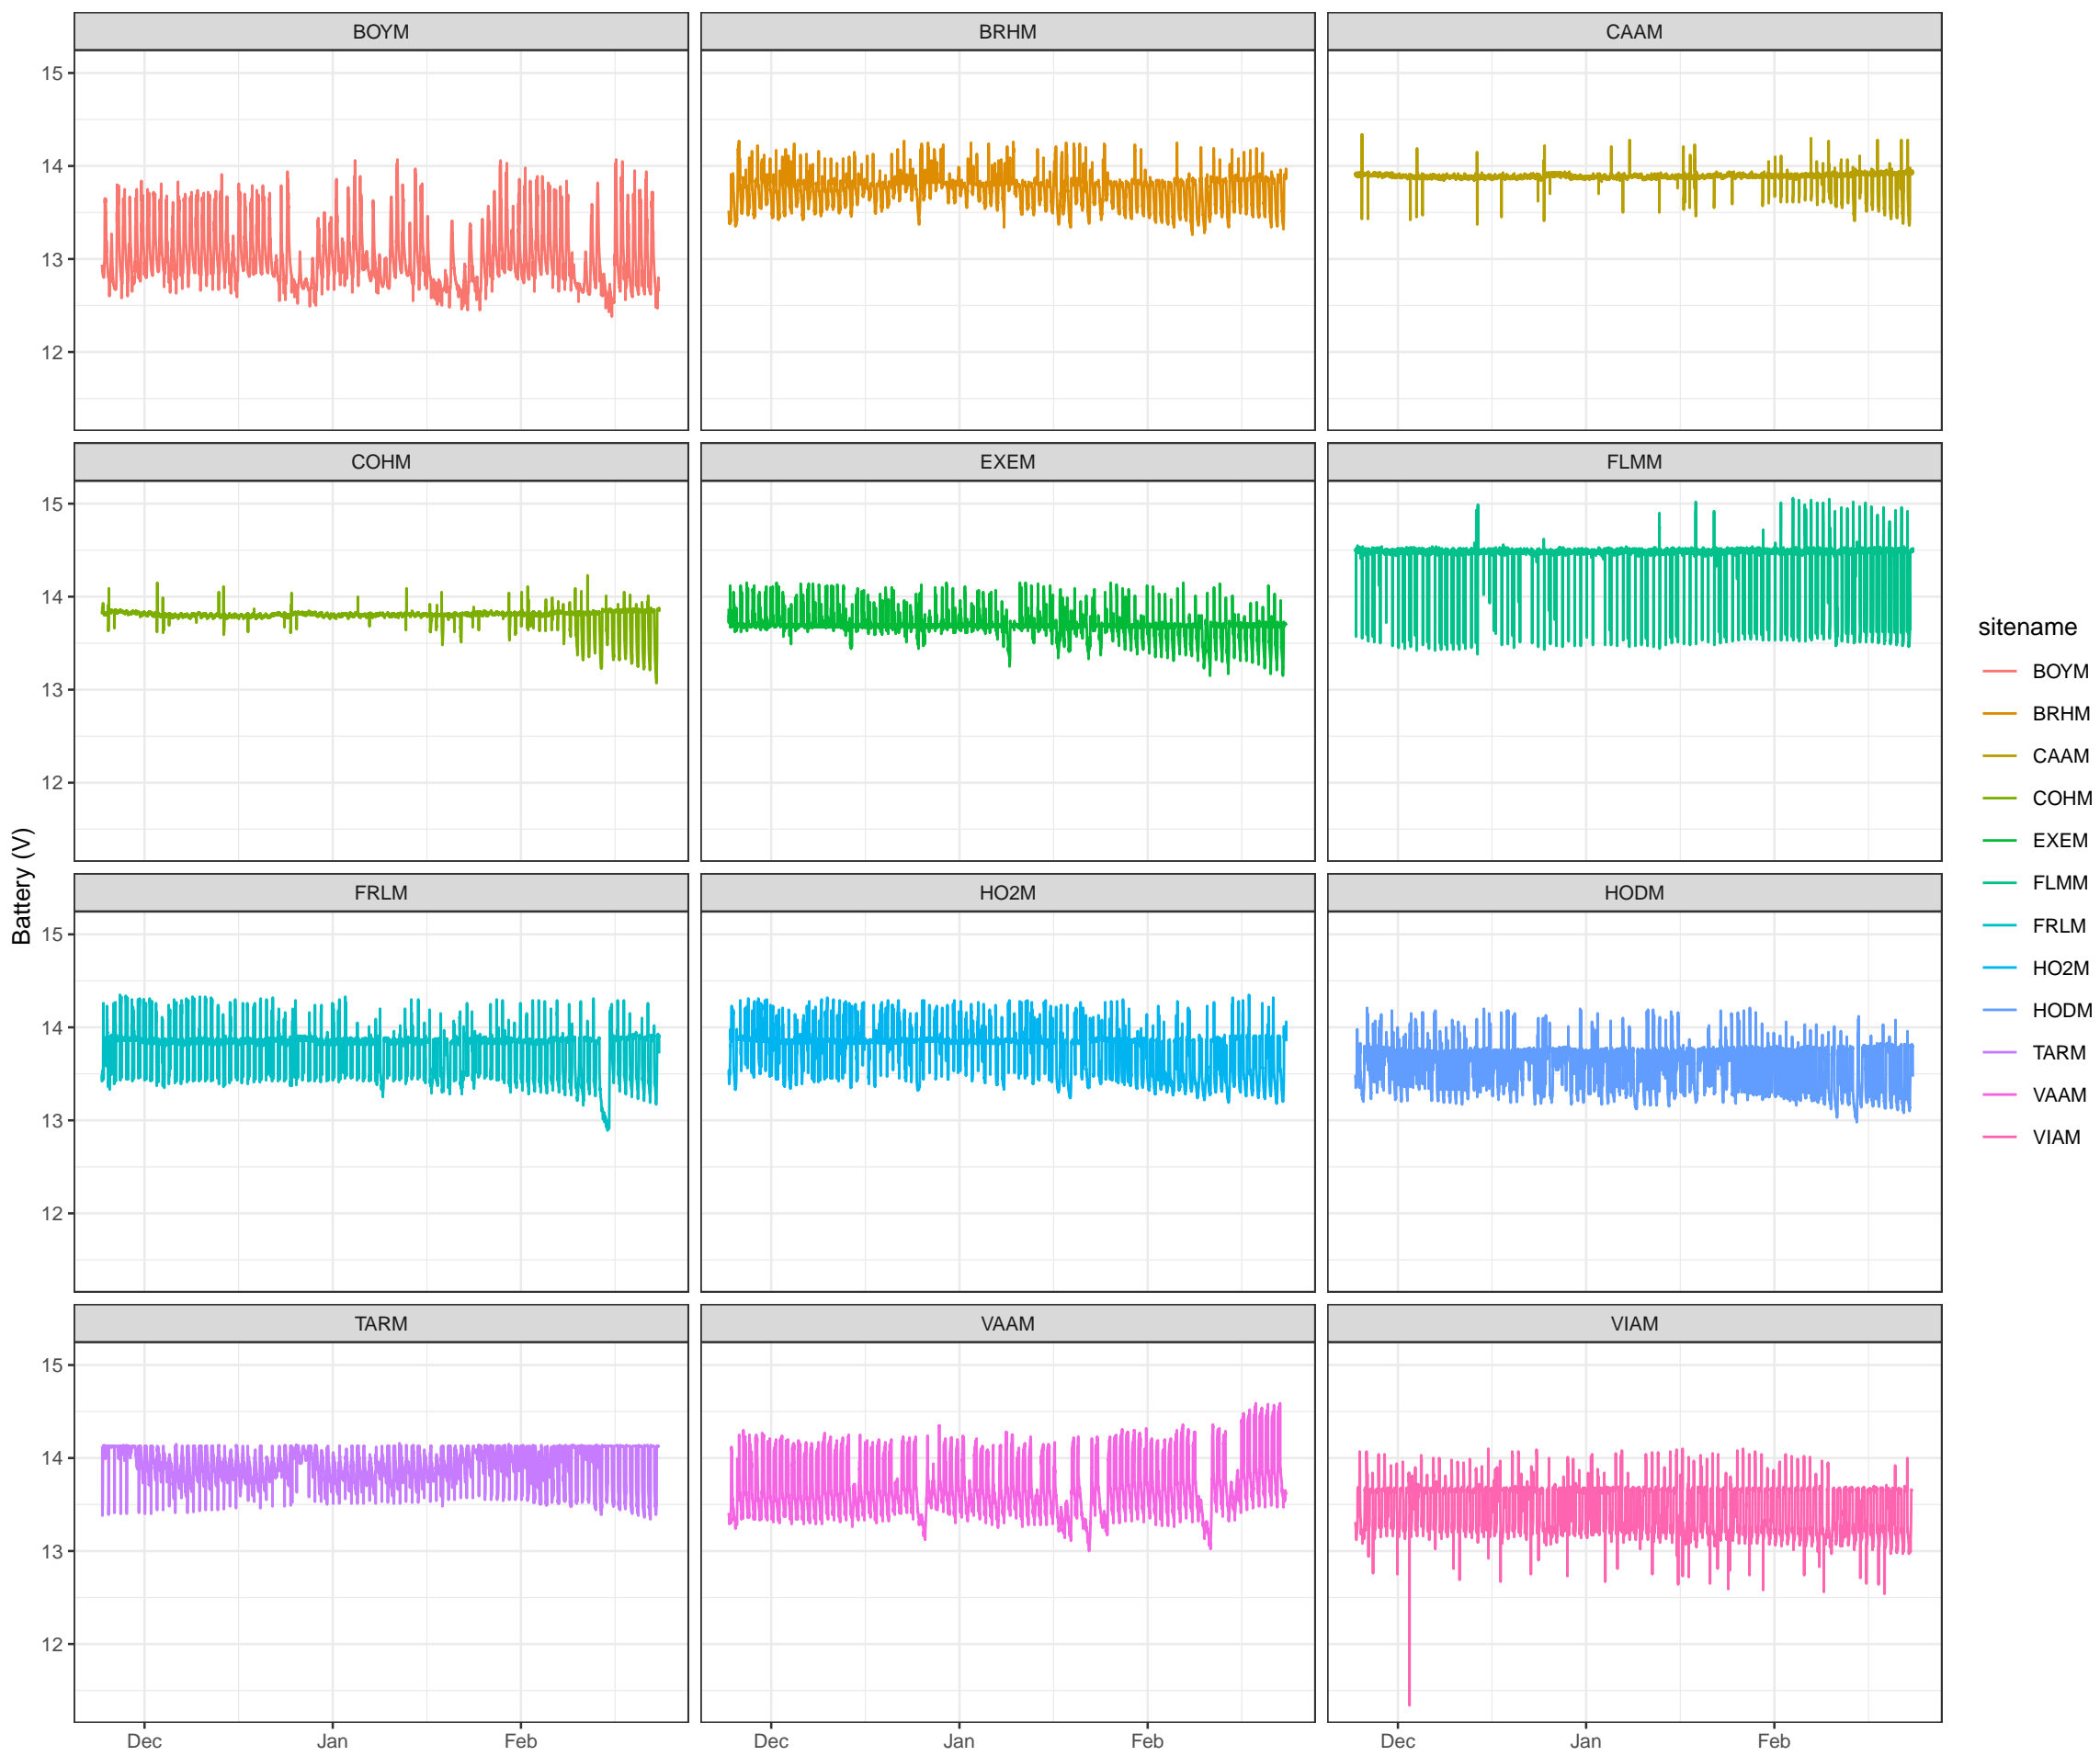 BOYM BRHM CAAM
15
14
13
12
COHM EXEM FLMM
15
14
13
12
FRLM HO2M HODM
15
14
13
12
TARM VAAM VIAM
15
14
13
12
Dec Jan Feb Dec Jan Feb Dec Jan Feb
Battery (V)
sitename
BOYM
BRHM
CAAM
COHM
EXEM
FLMM
FRLM
HO2M
HODM
TARM
VAAM
VIAM